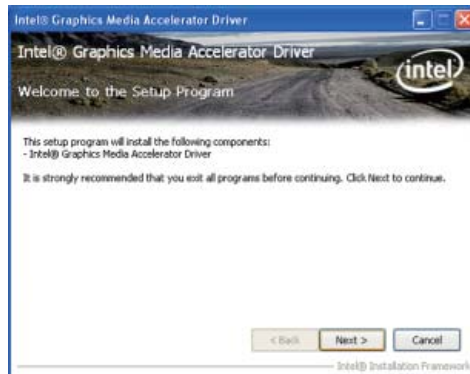 Intel® Graphics Media Accelerator Driver
Intel® Graphics Media Accelerator Driver
intel
Welcome to the Setup Program
This setup program will install the following components:
- Intel® Graphics Media Accelerator Driver
It is strongly recommended that you exit all programs before continuing. Click Next to continue.
< Back
Next >
Cancel
Intel® Installation Framework